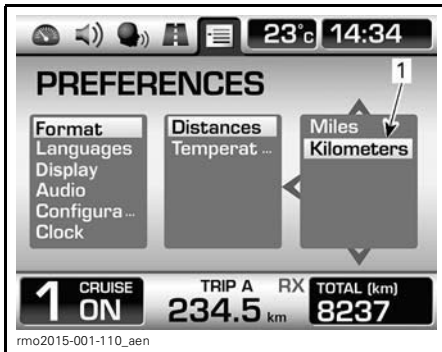 23°c 14:34
PREFERENCES
1
Format
Languages
Display
Audio
Configura...
Clock
Distances
Temperat...
Miles
Kilometers
1 CRUISE ON
TRIP A
234.5 km
RX
TOTAL (km)
8237
rmo2015-001-110_aen